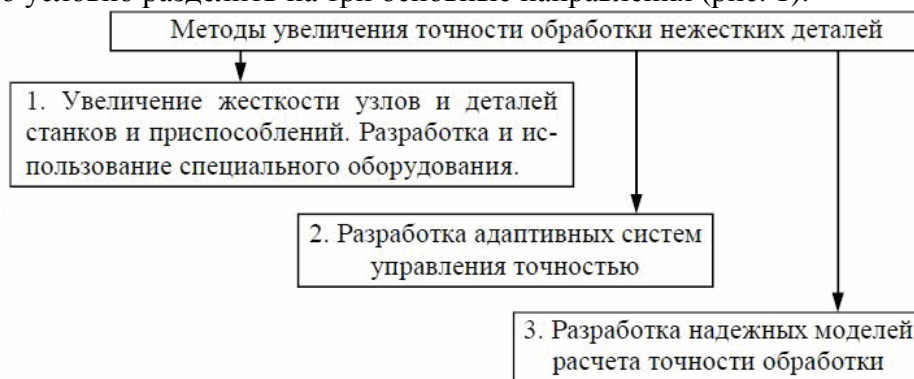 условно разделить на три основные направления (рис. 1).
Методы увеличения точности обработки нежестких деталей
1. Увеличение жесткости узлов и деталей
станков и приспособлений. Разработка и ис-
пользование специального оборудования.
2. Разработка адаптивных систем
управления точностью
3. Разработка надежных моделей
расчета точности обработки